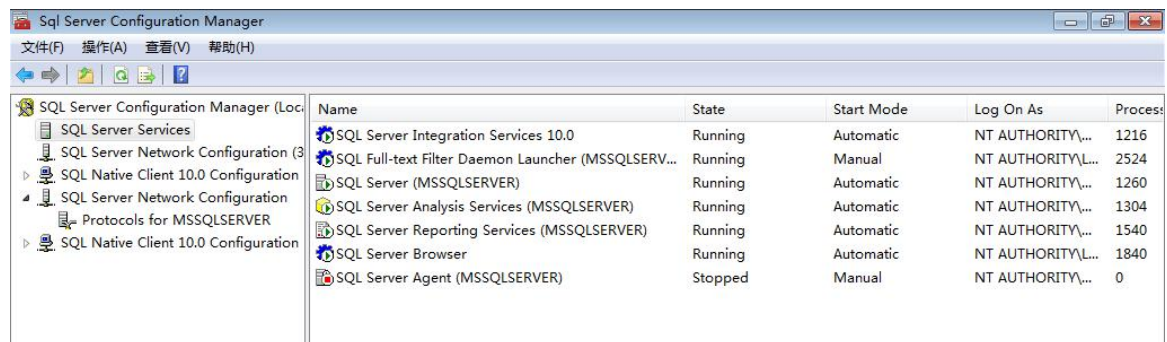 Sql Server Configuration Manager
文件(F) 操作(A) 查看(V) 帮助(H)
SQL Server Configuration Manager (Loca
SQL Server Services
SQL Server Network Configuration (3
SQL Native Client 10.0 Configuration
SQL Server Network Configuration
Protocols for MSSQLSERVER
SQL Native Client 10.0 Configuration
Name State Start Mode Log On As Process
SQL Server Integration Services 10.0 Running Automatic NT AUTHORITY\... 1216
SQL Full-text Filter Daemon Launcher (MSSQLSERV... Running Manual NT AUTHORITY\L... 2524
SQL Server (MSSQLSERVER) Running Automatic NT AUTHORITY\... 1260
SQL Server Analysis Services (MSSQLSERVER) Running Automatic NT AUTHORITY\... 1304
SQL Server Reporting Services (MSSQLSERVER) Running Automatic NT AUTHORITY\... 1540
SQL Server Browser Running Automatic NT AUTHORITY\L... 1840
SQL Server Agent (MSSQLSERVER) Stopped Manual NT AUTHORITY\... 0